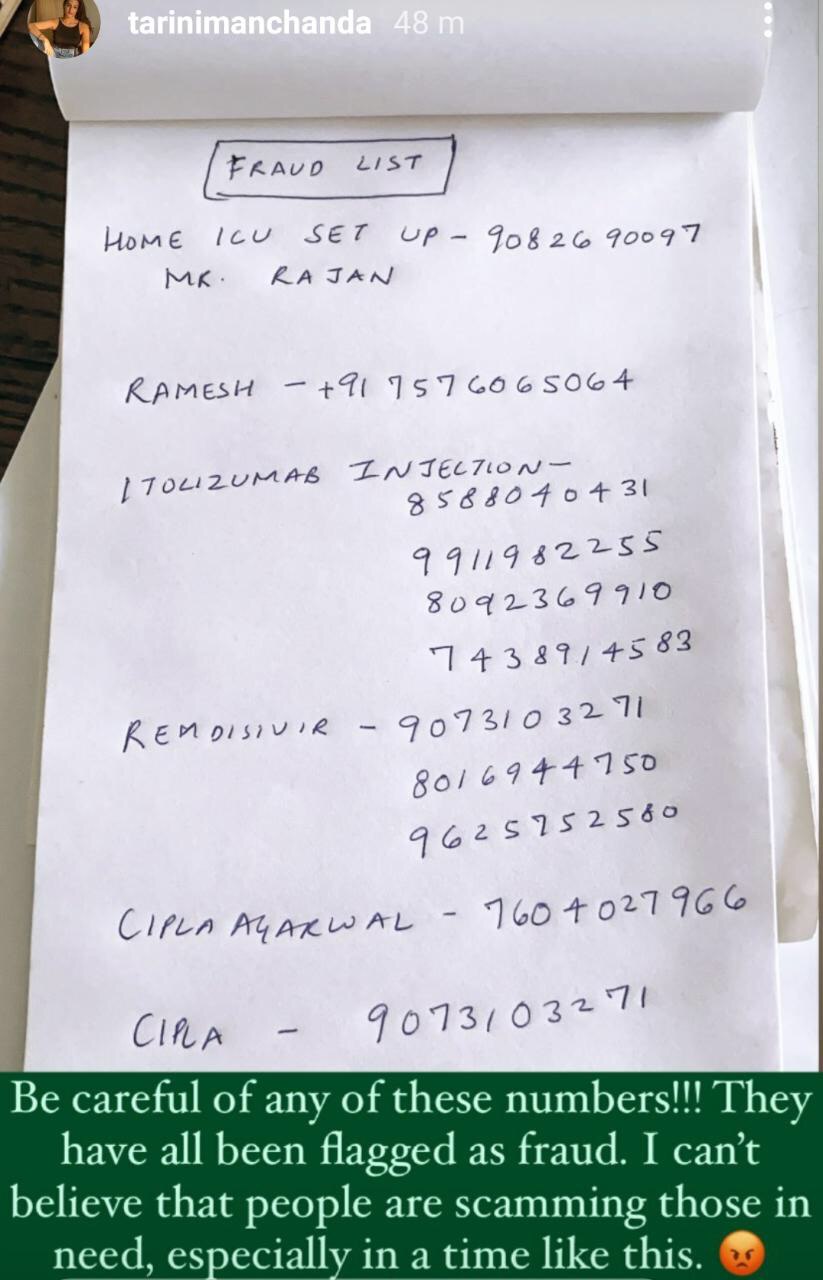 tarinimanchanda 48 m
FRAUD LIST
HOME ICU SET UP - 9082690097
MR. RAJAN
RAMESH - +91 7576065064
ITOLIZUMAB INJECTION -
8588040431
9911982255
8092369910
7438914583
REMDISIVIR - 9073103271
8016944750
9625752580
CIPLA AGARWAL - 7604027966
CIPLA - 9073103271
Be careful of any of these numbers!!! They
have all been flagged as fraud. I can't
believe that people are scamming those in
need, especially in a time like this. 😡